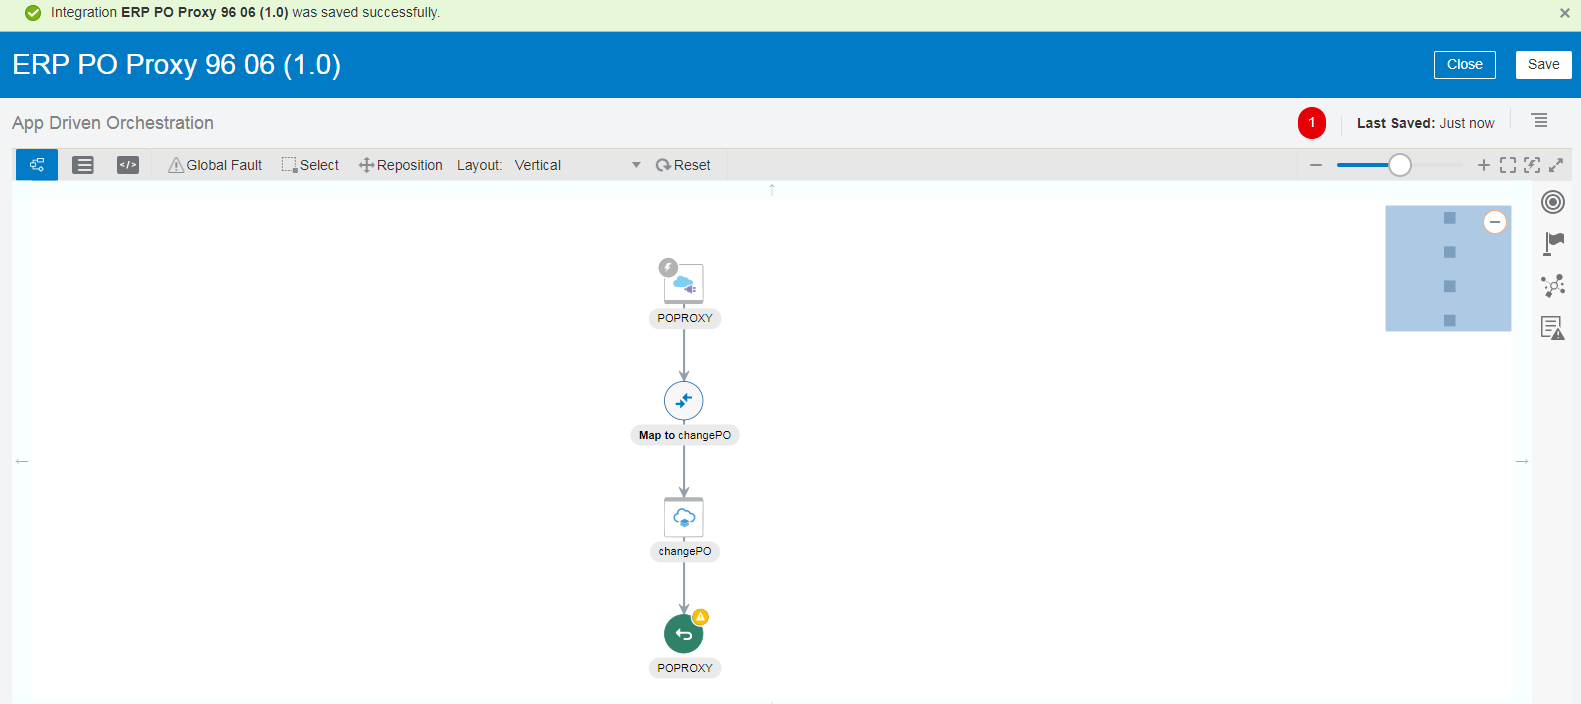 Integration ERP PO Proxy 96 06 (1.0) was saved successfully.
ERP PO Proxy 96 06 (1.0)
Close
Save
App Driven Orchestration
1
Last Saved: Just now
</>
Global Fault
Select
Reposition
Layout:
Vertical
Reset
POPROXY
Map to changePO
changePO
POPROXY